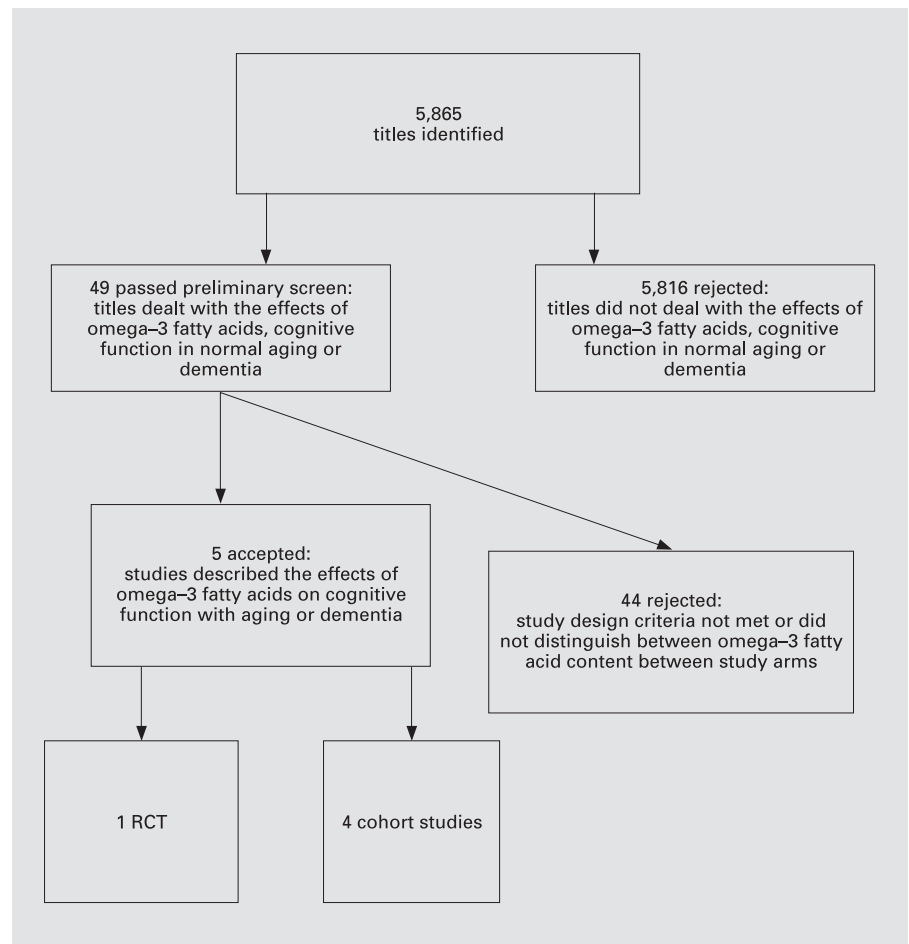 5,865
titles identified
49 passed preliminary screen:
titles dealt with the effects of
omega–3 fatty acids, cognitive
function in normal aging or
dementia
5,816 rejected:
titles did not deal with the effects of
omega–3 fatty acids, cognitive
function in normal aging or
dementia
5 accepted:
studies described the effects of
omega–3 fatty acids on cognitive
function with aging or dementia
44 rejected:
study design criteria not met or did
not distinguish between omega–3 fatty
acid content between study arms
1 RCT
4 cohort studies